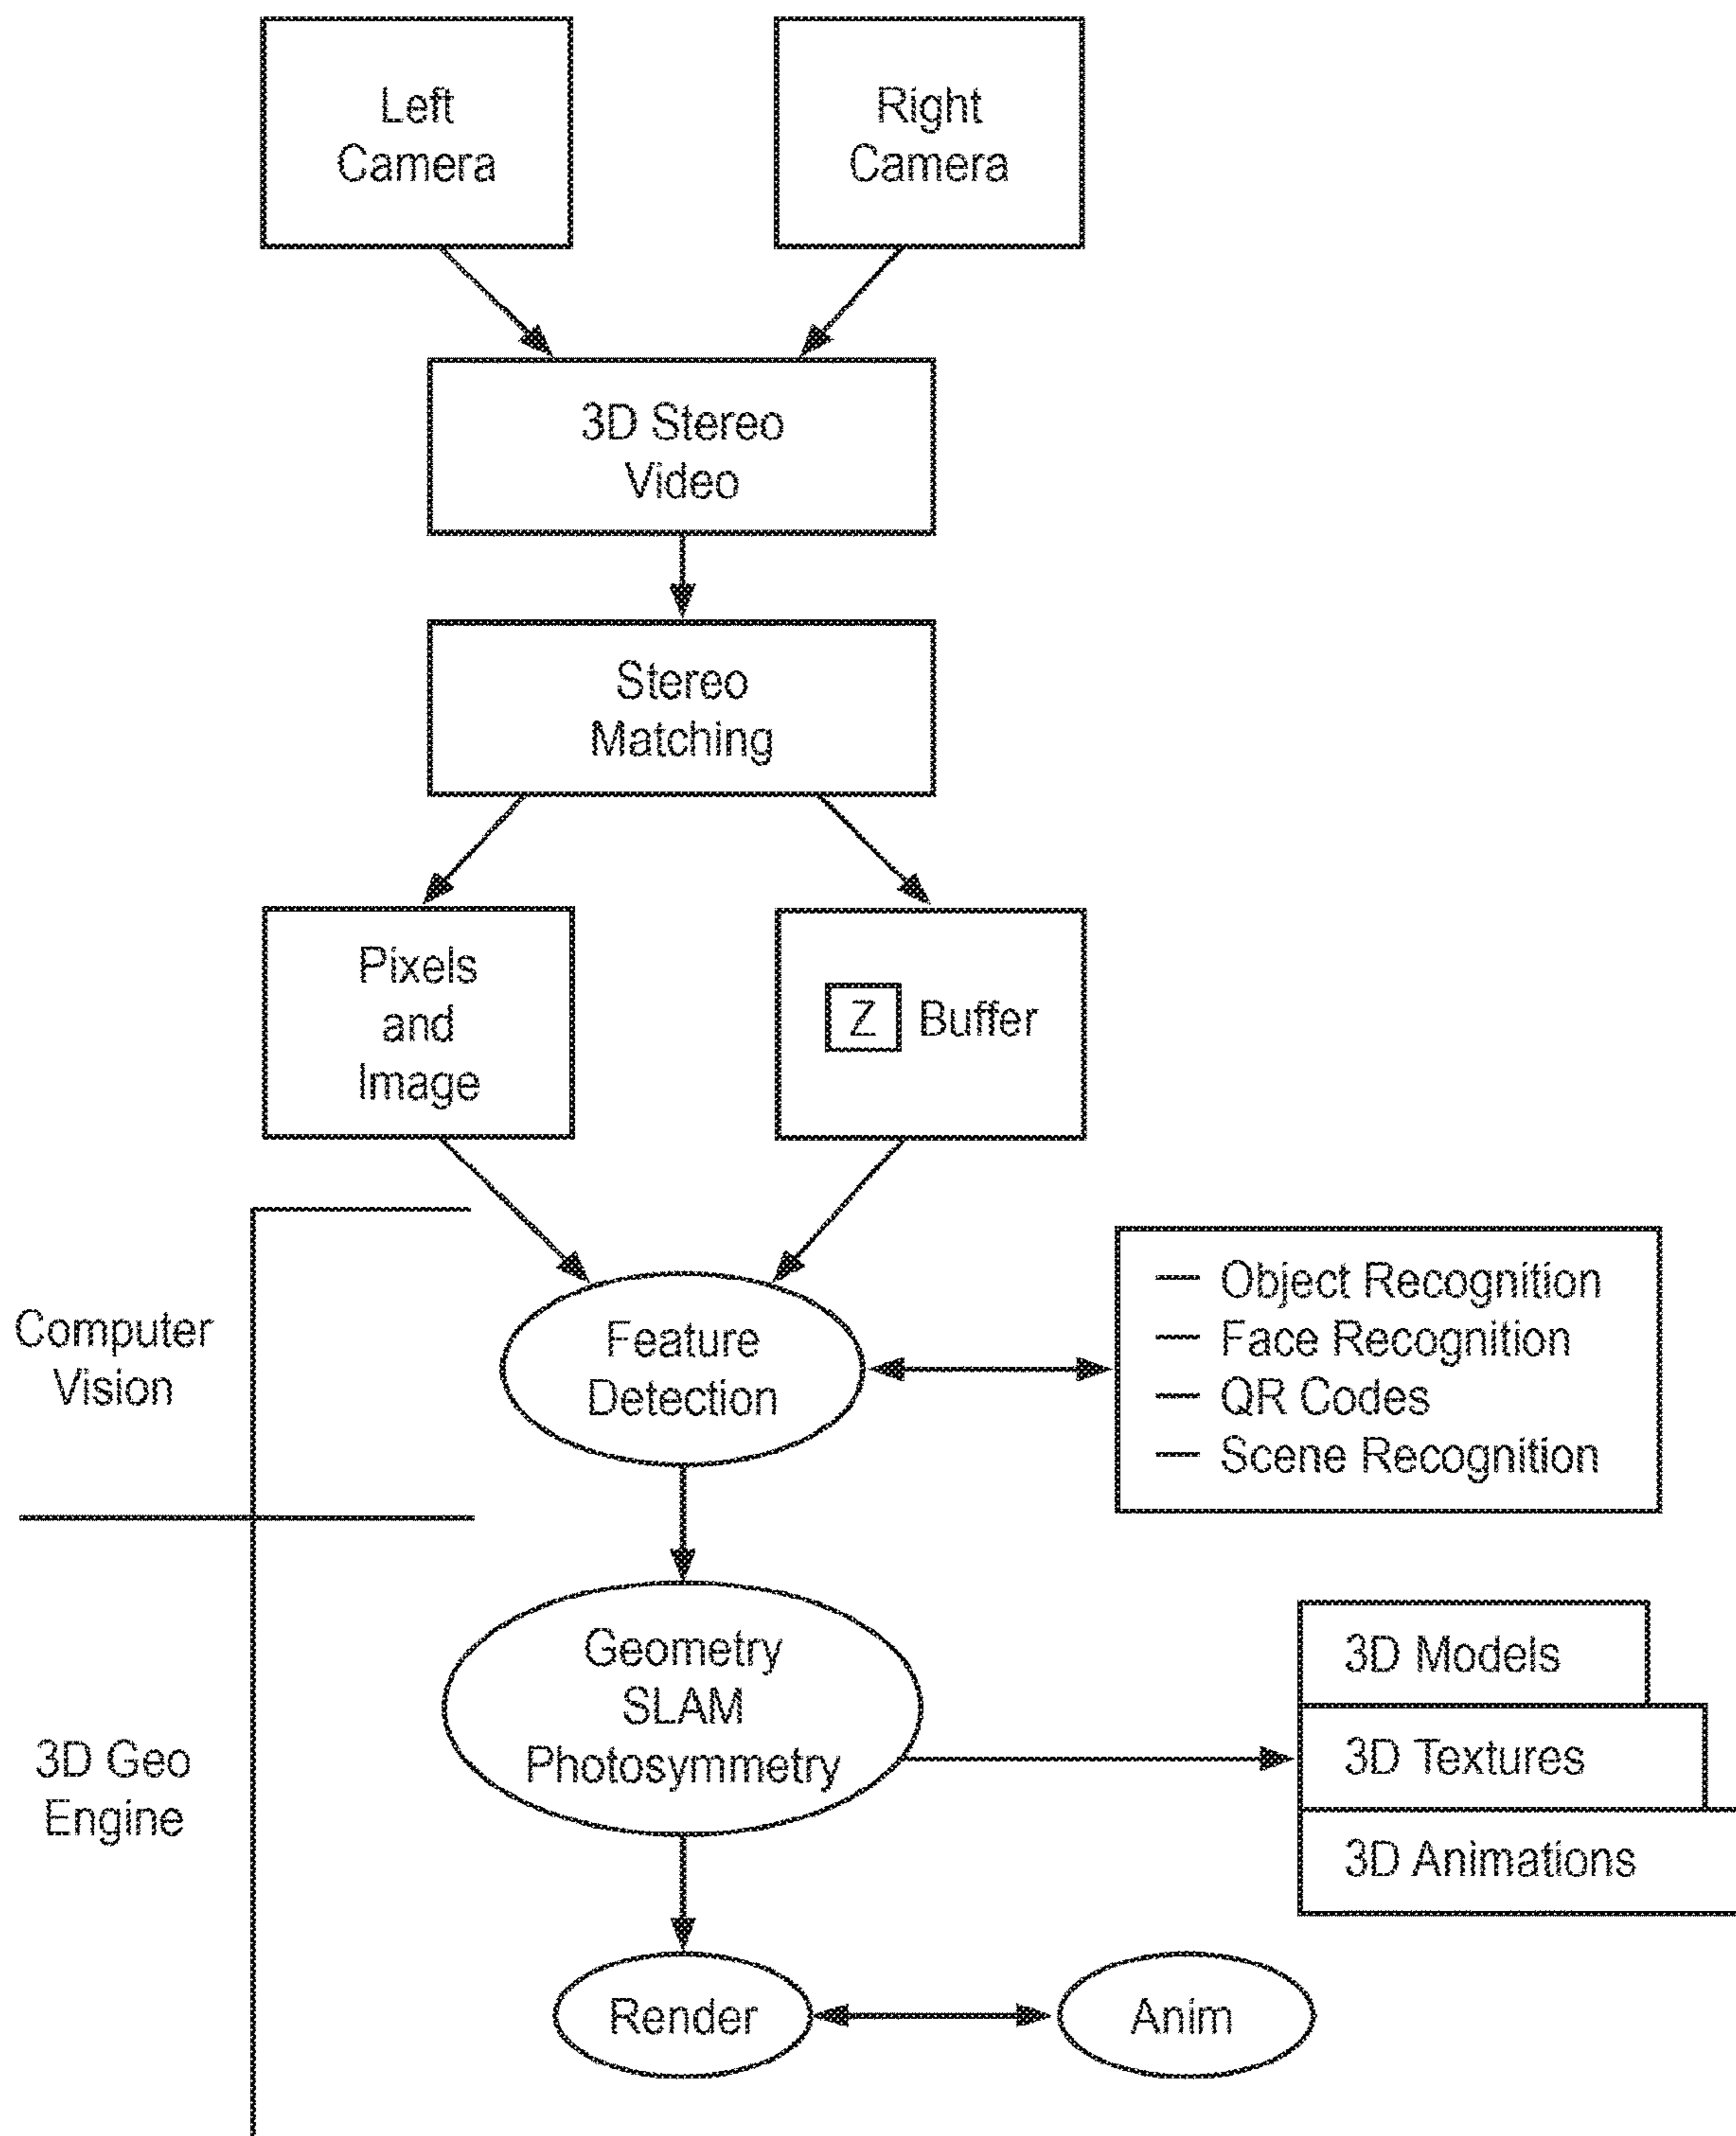 Left
Camera
Right
Camera
3D Stereo
Video
Stereo
Matching
Pixels
and
Image
Z Buffer
Computer
Vision
Feature
Detection
— Object Recognition
— Face Recognition
— QR Codes
— Scene Recognition
3D Geo
Engine
Geometry
SLAM
Photosymmetry
3D Models
3D Textures
3D Animations
Render
Anim